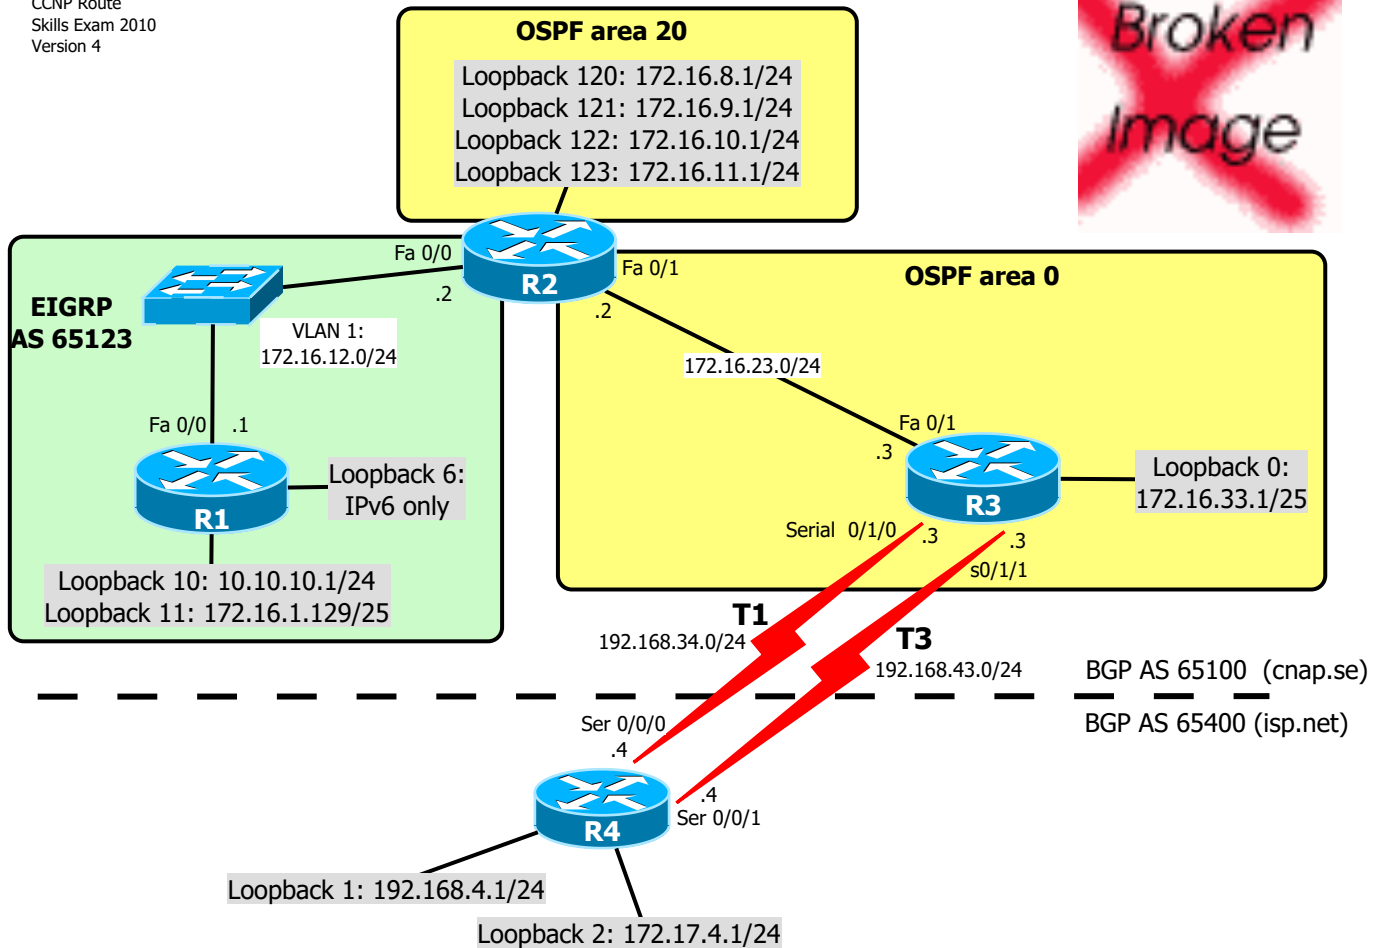 CCNP Route
Skills Exam 2010
Version 4
Broken
Image
OSPF area 20
Loopback 120: 172.16.8.1/24
Loopback 121: 172.16.9.1/24
Loopback 122: 172.16.10.1/24
Loopback 123: 172.16.11.1/24
Fa 0/0
.2
R2
Fa 0/1
.2
OSPF area 0
EIGRP
AS 65123
VLAN 1:
172.16.12.0/24
172.16.23.0/24
Fa 0/0
.1
R1
Loopback 6:
IPv6 only
Loopback 10: 10.10.10.1/24
Loopback 11: 172.16.1.129/25
Fa 0/1
.3
R3
Loopback 0:
172.16.33.1/25
Serial 0/1/0
.3
.3
s0/1/1
T1
192.168.34.0/24
T3
192.168.43.0/24
BGP AS 65100 (cnap.se)
BGP AS 65400 (isp.net)
Ser 0/0/0
.4
.4
Ser 0/0/1
R4
Loopback 1: 192.168.4.1/24
Loopback 2: 172.17.4.1/24